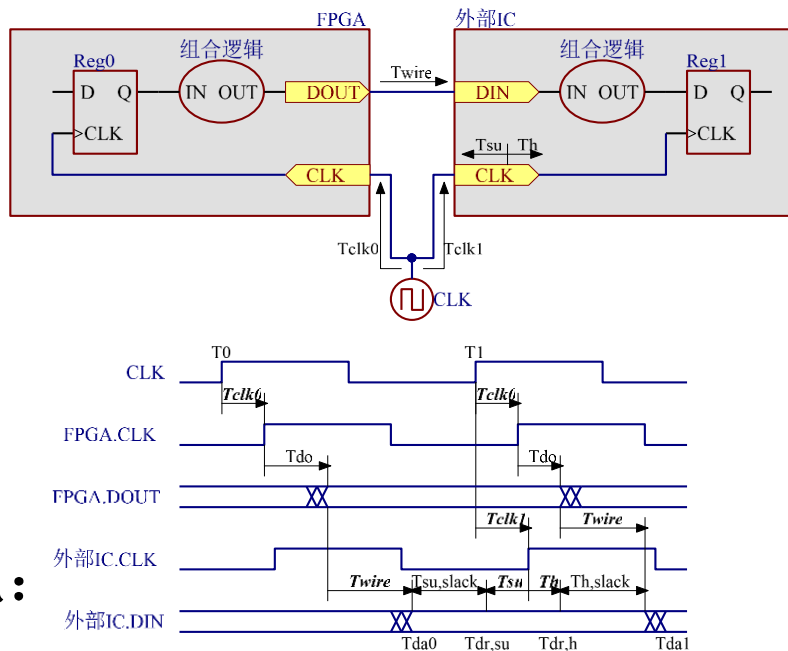 FPGA
外部IC
组合逻辑
组合逻辑
Reg0
Reg1
D Q
IN OUT
DOUT
Twire
DIN
IN OUT
D Q
>CLK
Tsu
Th
>CLK
CLK
CLK
Tclk0
Tclk1
CLK
T0
T1
CLK
Tclk0
Tclk0
FPGA.CLK
Tdo
Tdo
FPGA.DOUT
Tclk1
Twire
外部IC.CLK
Twire
Tsu,slack
Tsu
Th
Th,slack
外部IC.DIN
Tda0
Tdr,su
Tdr,h
Tda1